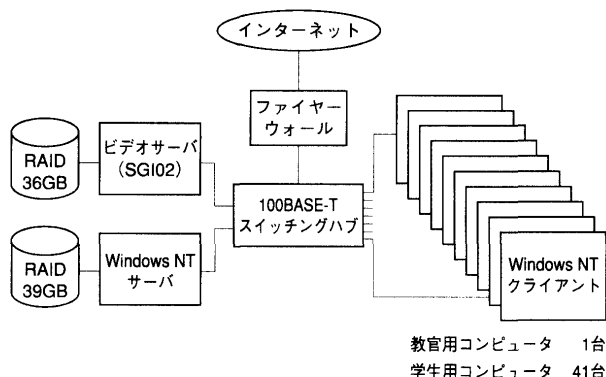 インターネット
ファイヤー
ウォール
RAID
36GB
ビデオサーバ
(SGI02)
100BASE-T
スイッチングハブ
RAID
39GB
Windows NT
サーバ
Windows NT
クライアント
教官用コンピュータ 1台
学生用コンピュータ 41台